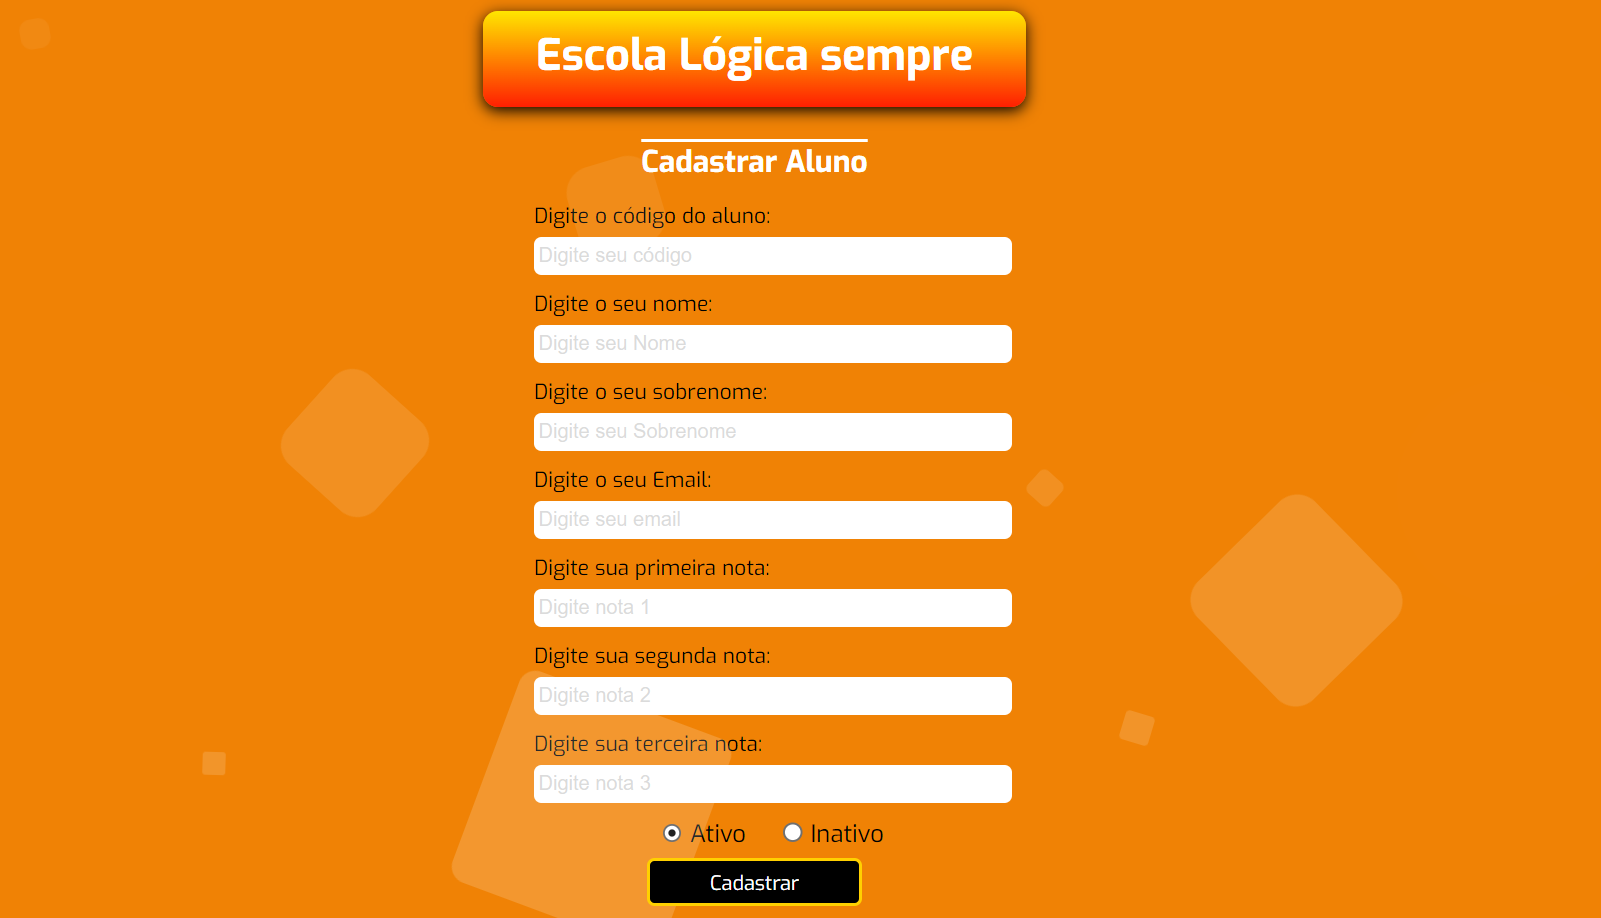 Escola Lógica sempre
Cadastrar Aluno
Digite o código do aluno:
Digite seu código
Digite o seu nome:
Digite seu Nome
Digite o seu sobrenome:
Digite seu Sobrenome
Digite o seu Email:
Digite seu email
Digite sua primeira nota:
Digite nota 1
Digite sua segunda nota:
Digite nota 2
Digite sua terceira nota:
Digite nota 3
Ativo Inativo
Cadastrar